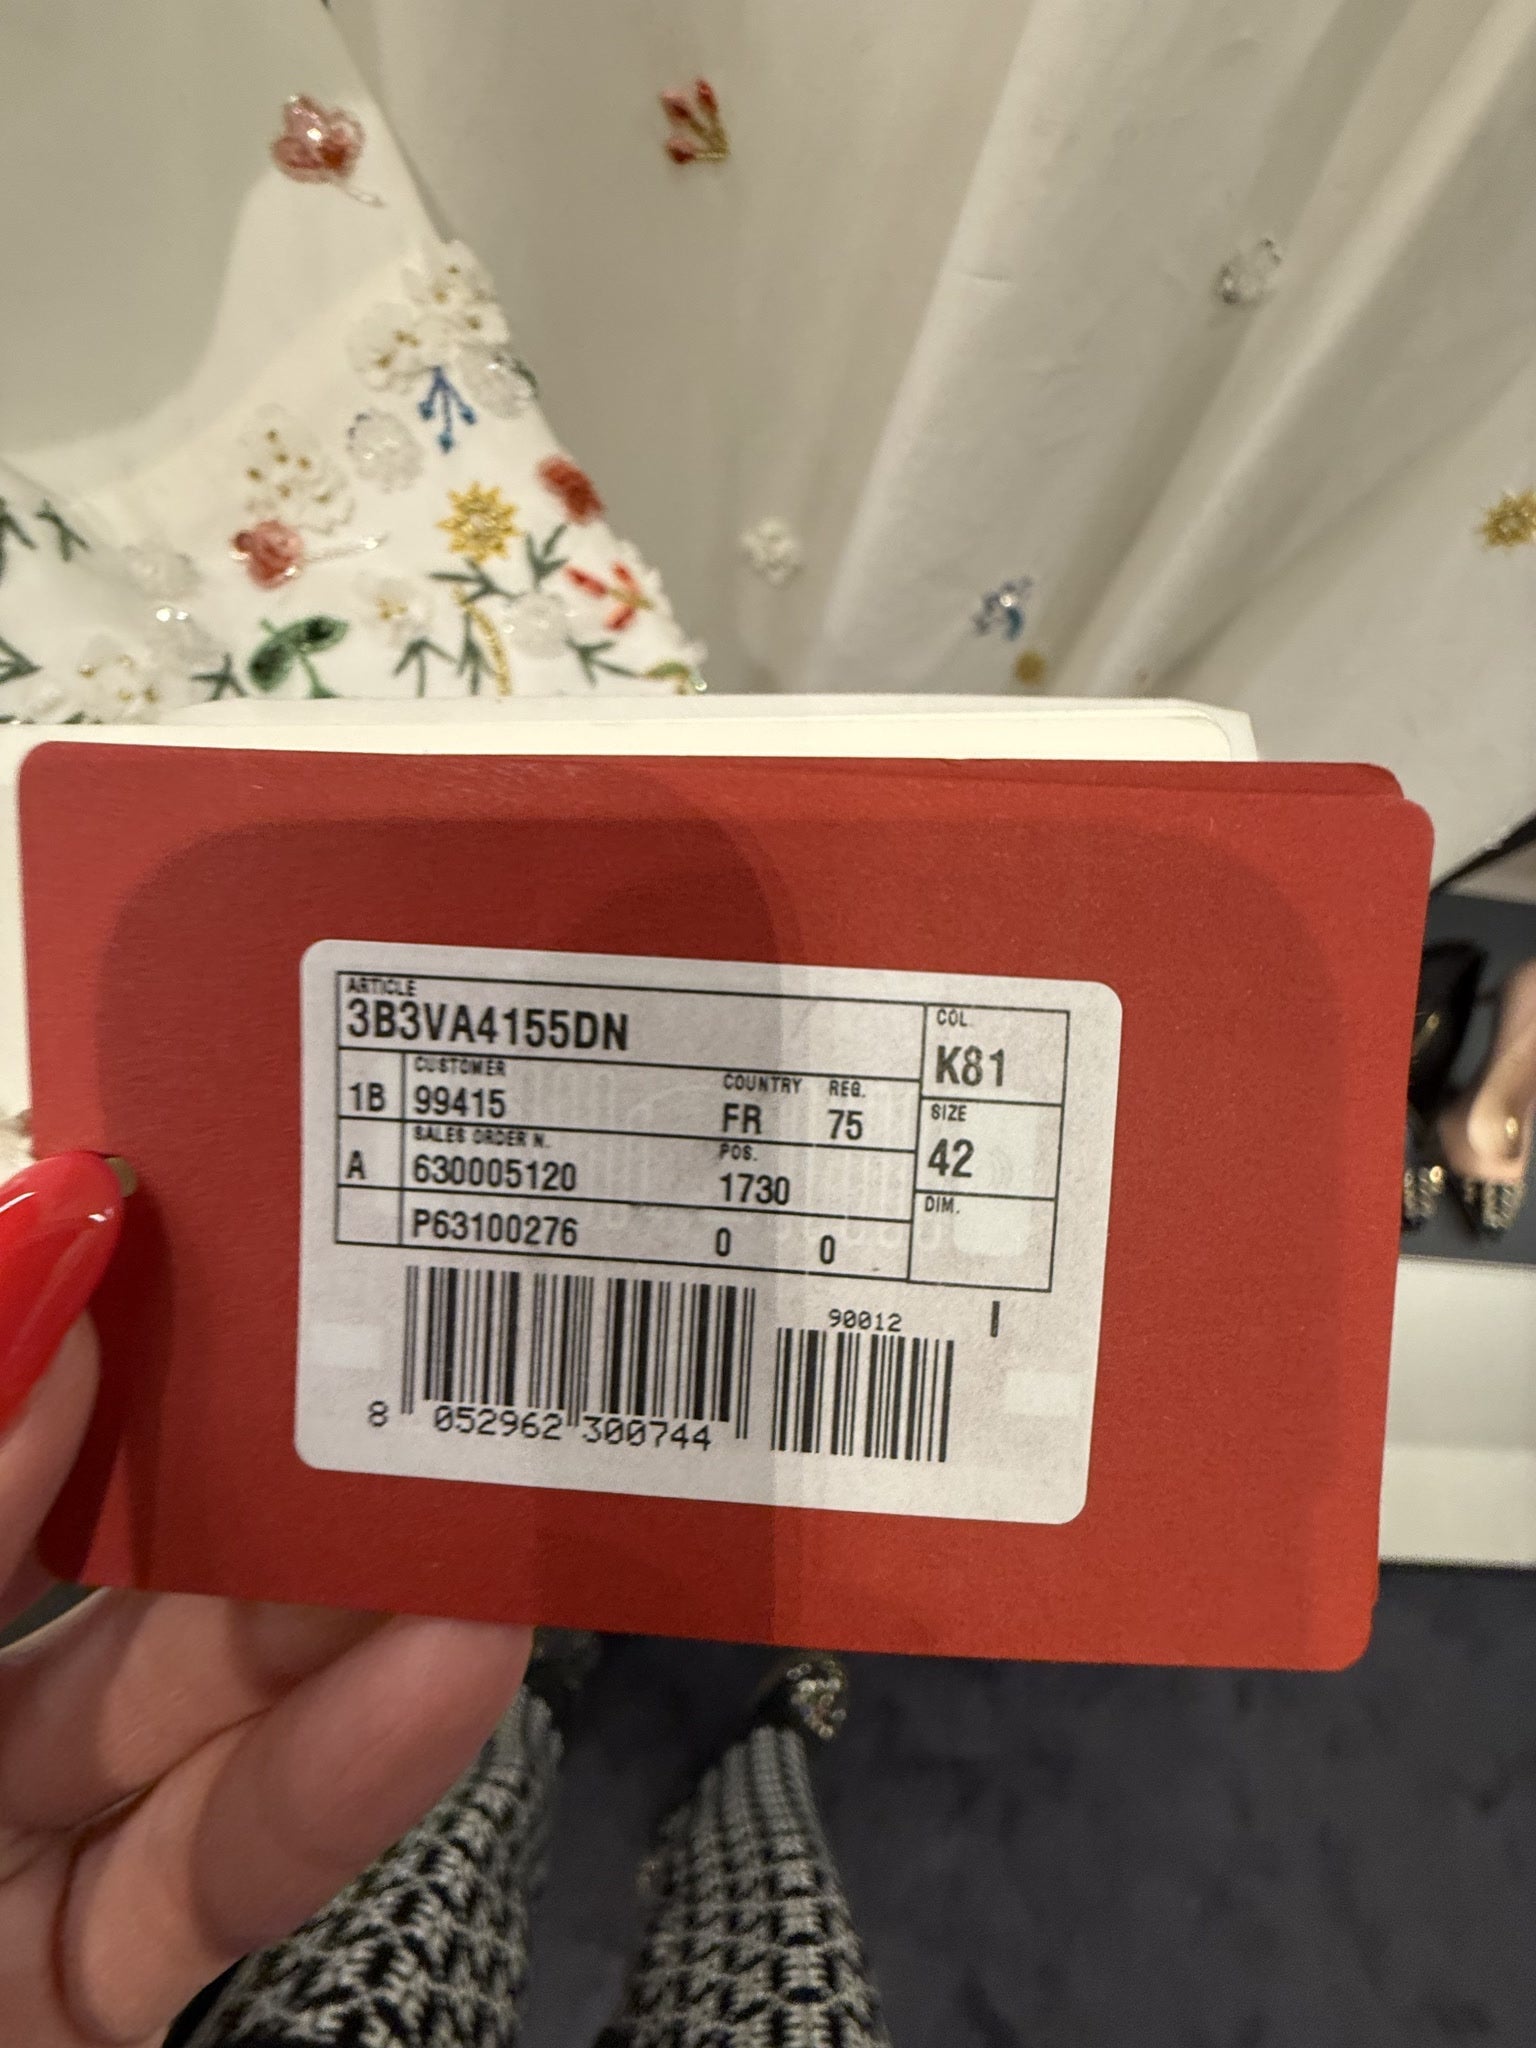 ARTICLE
3B3VA4155DN
COL.
K81
1B
CUSTOMER
99415
COUNTRY
FR
REG.
75
SIZE
42
A
SALES ORDER N.
630005120
POS.
1730
DIM.
P63100276 0 0
90012
8 052962 300744